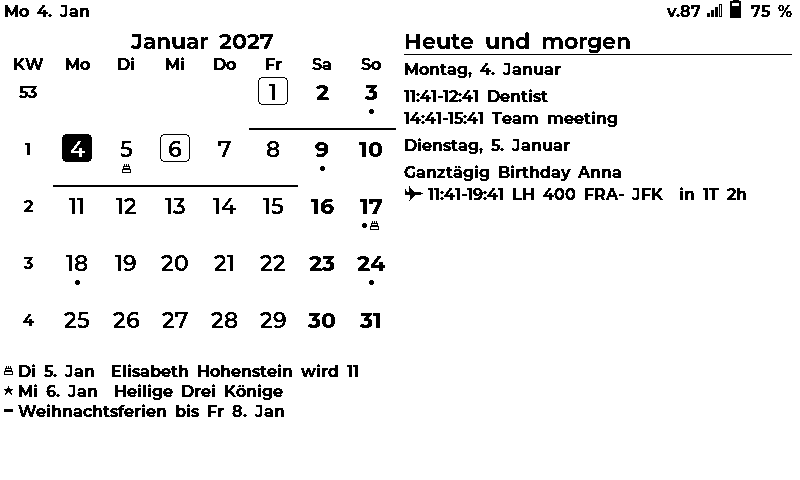 Mo 4. Jan
v.87 75 %
Januar 2027
KW Mo Di Mi Do Fr Sa So
53 1 2 3
1 4 5 6 7 8 9 10
2 11 12 13 14 15 16 17
3 18 19 20 21 22 23 24
4 25 26 27 28 29 30 31
Di 5. Jan Elisabeth Hohenstein wird 11
Mi 6. Jan Heilige Drei Könige
Weihnachtsferien bis Fr 8. Jan
Heute und morgen
Montag, 4. Januar
11:41-12:41 Dentist
14:41-15:41 Team meeting
Dienstag, 5. Januar
Ganztägig Birthday Anna
11:41-19:41 LH 400 FRA- JFK in 1T 2h